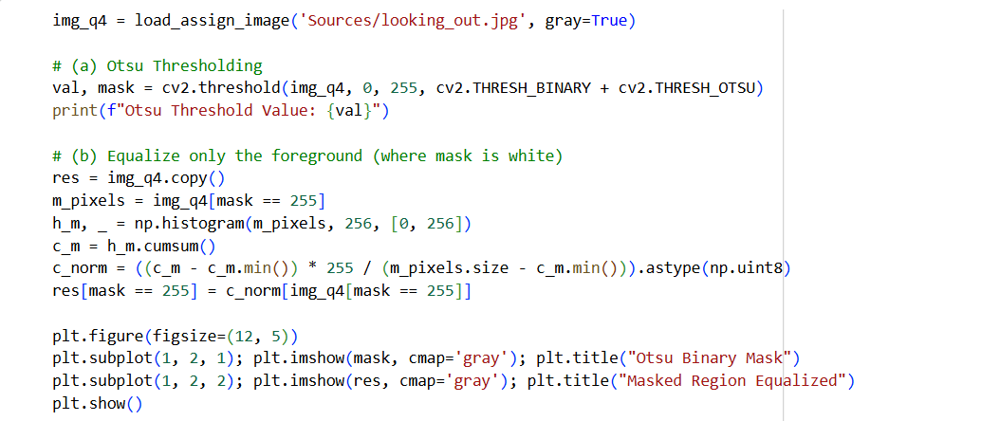 img_q4 = load_assign_image('Sources/looking_out.jpg', gray=True)

# (a) Otsu Thresholding
val, mask = cv2.threshold(img_q4, 0, 255, cv2.THRESH_BINARY + cv2.THRESH_OTSU)
print(f"Otsu Threshold Value: {val}")

# (b) Equalize only the foreground (where mask is white)
res = img_q4.copy()
m_pixels = img_q4[mask == 255]
h_m, _ = np.histogram(m_pixels, 256, [0, 256])
c_m = h_m.cumsum()
c_norm = ((c_m - c_m.min()) * 255 / (m_pixels.size - c_m.min())).astype(np.uint8)
res[mask == 255] = c_norm[img_q4[mask == 255]]

plt.figure(figsize=(12, 5))
plt.subplot(1, 2, 1); plt.imshow(mask, cmap='gray'); plt.title("Otsu Binary Mask")
plt.subplot(1, 2, 2); plt.imshow(res, cmap='gray'); plt.title("Masked Region Equalized")
plt.show()